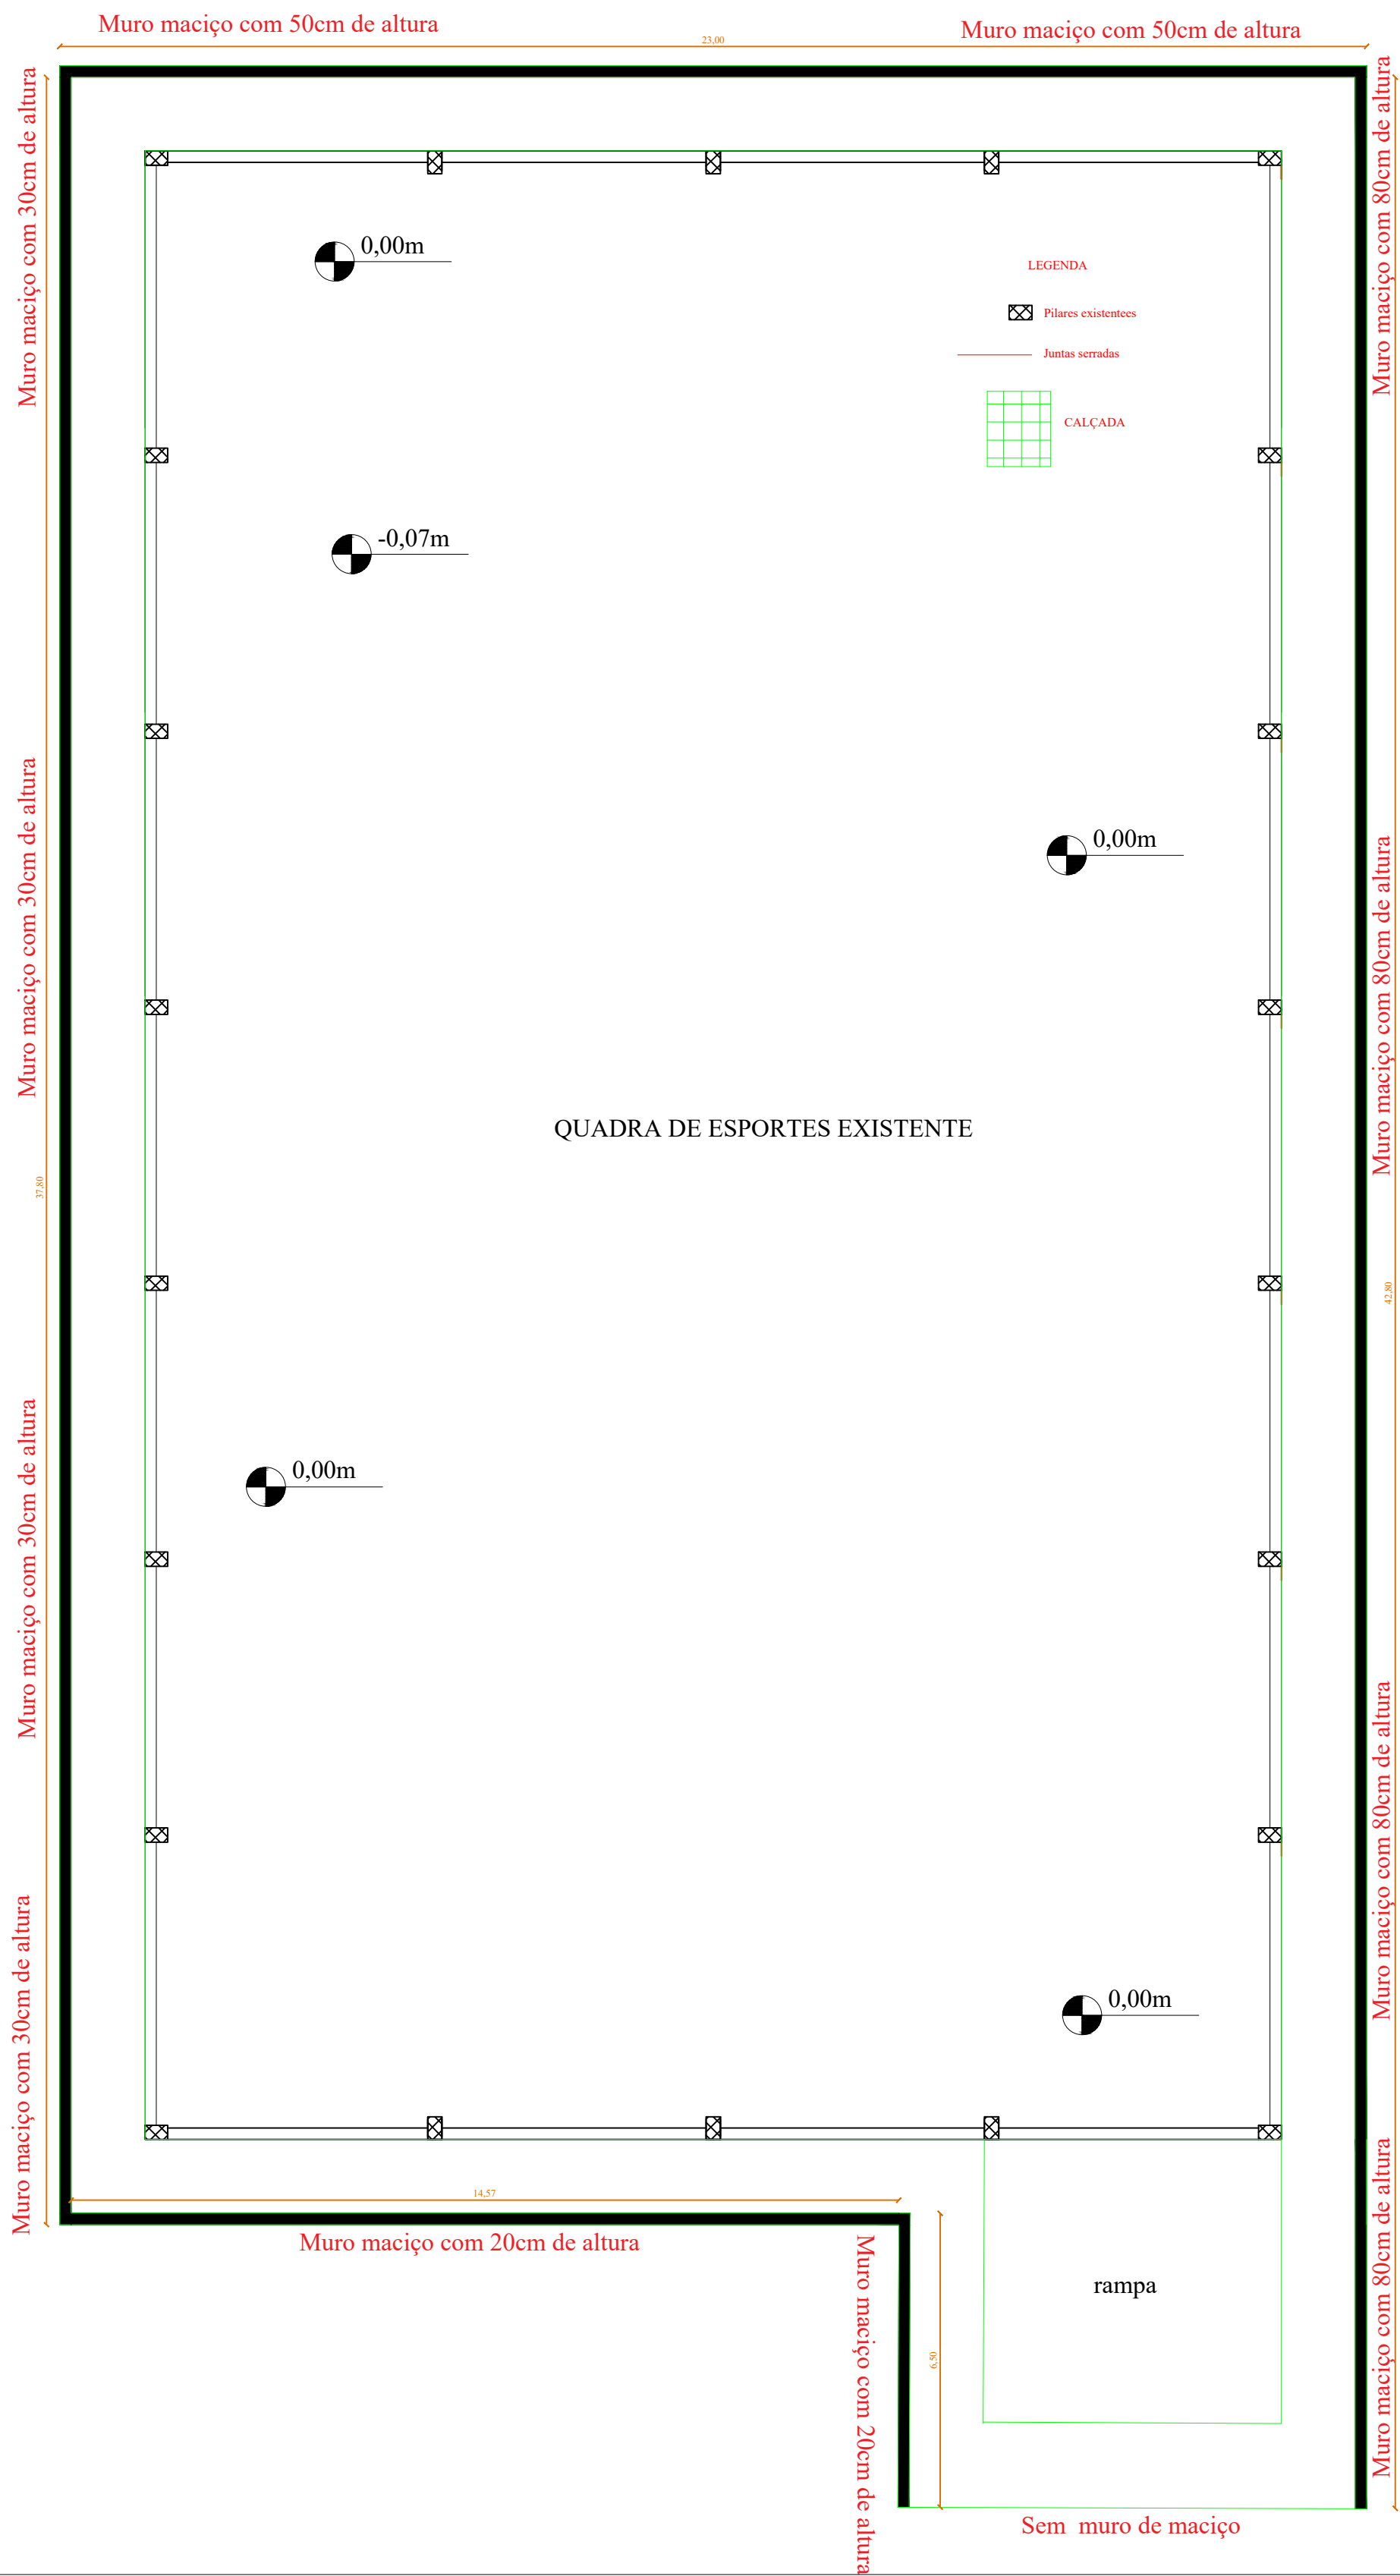 Muro maciço com 50cm de altura
Muro maciço com 50cm de altura
23,00
Muro maciço com 30cm de altura
Muro maciço com 80cm de altura
0,00m
LEGENDA
Pilares existentees
Juntas serradas
CALÇADA
-0,07m
Muro maciço com 30cm de altura
0,00m
Muro maciço com 80cm de altura
QUADRA DE ESPORTES EXISTENTE
37,80
42,80
Muro maciço com 30cm de altura
0,00m
Muro maciço com 80cm de altura
Muro maciço com 30cm de altura
0,00m
14,57
Muro maciço com 20cm de altura
Muro maciço com 20cm de altura
rampa
6,50
Muro maciço com 80cm de altura
Sem  muro de maciço